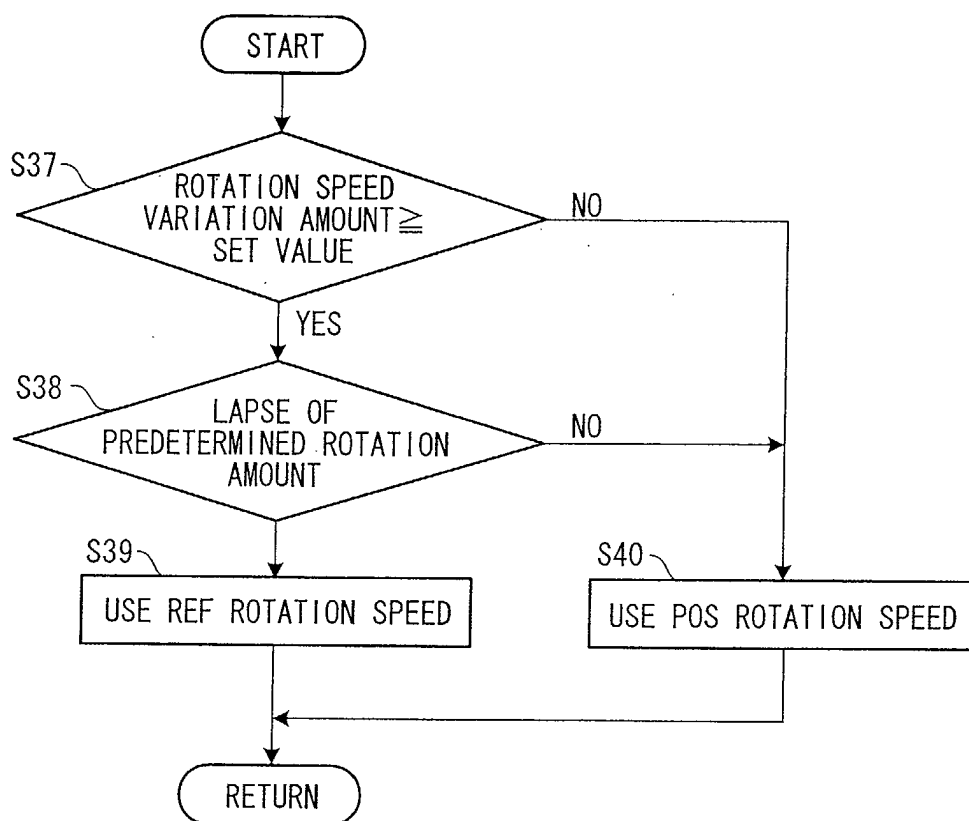 START
S37
ROTATION SPEED
VARIATION AMOUNT≧
SET VALUE
NO
YES
S38
LAPSE OF
PREDETERMINED ROTATION
AMOUNT
NO
S39
USE REF ROTATION SPEED
S40
USE POS ROTATION SPEED
RETURN